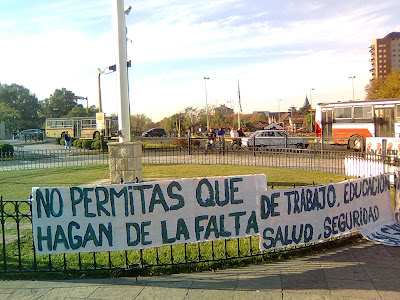 NO PERMITAS QUE
HAGAN DE LA FALTA
DE TRABAJO, EDUCACION
SALUD, SEGURIDAD